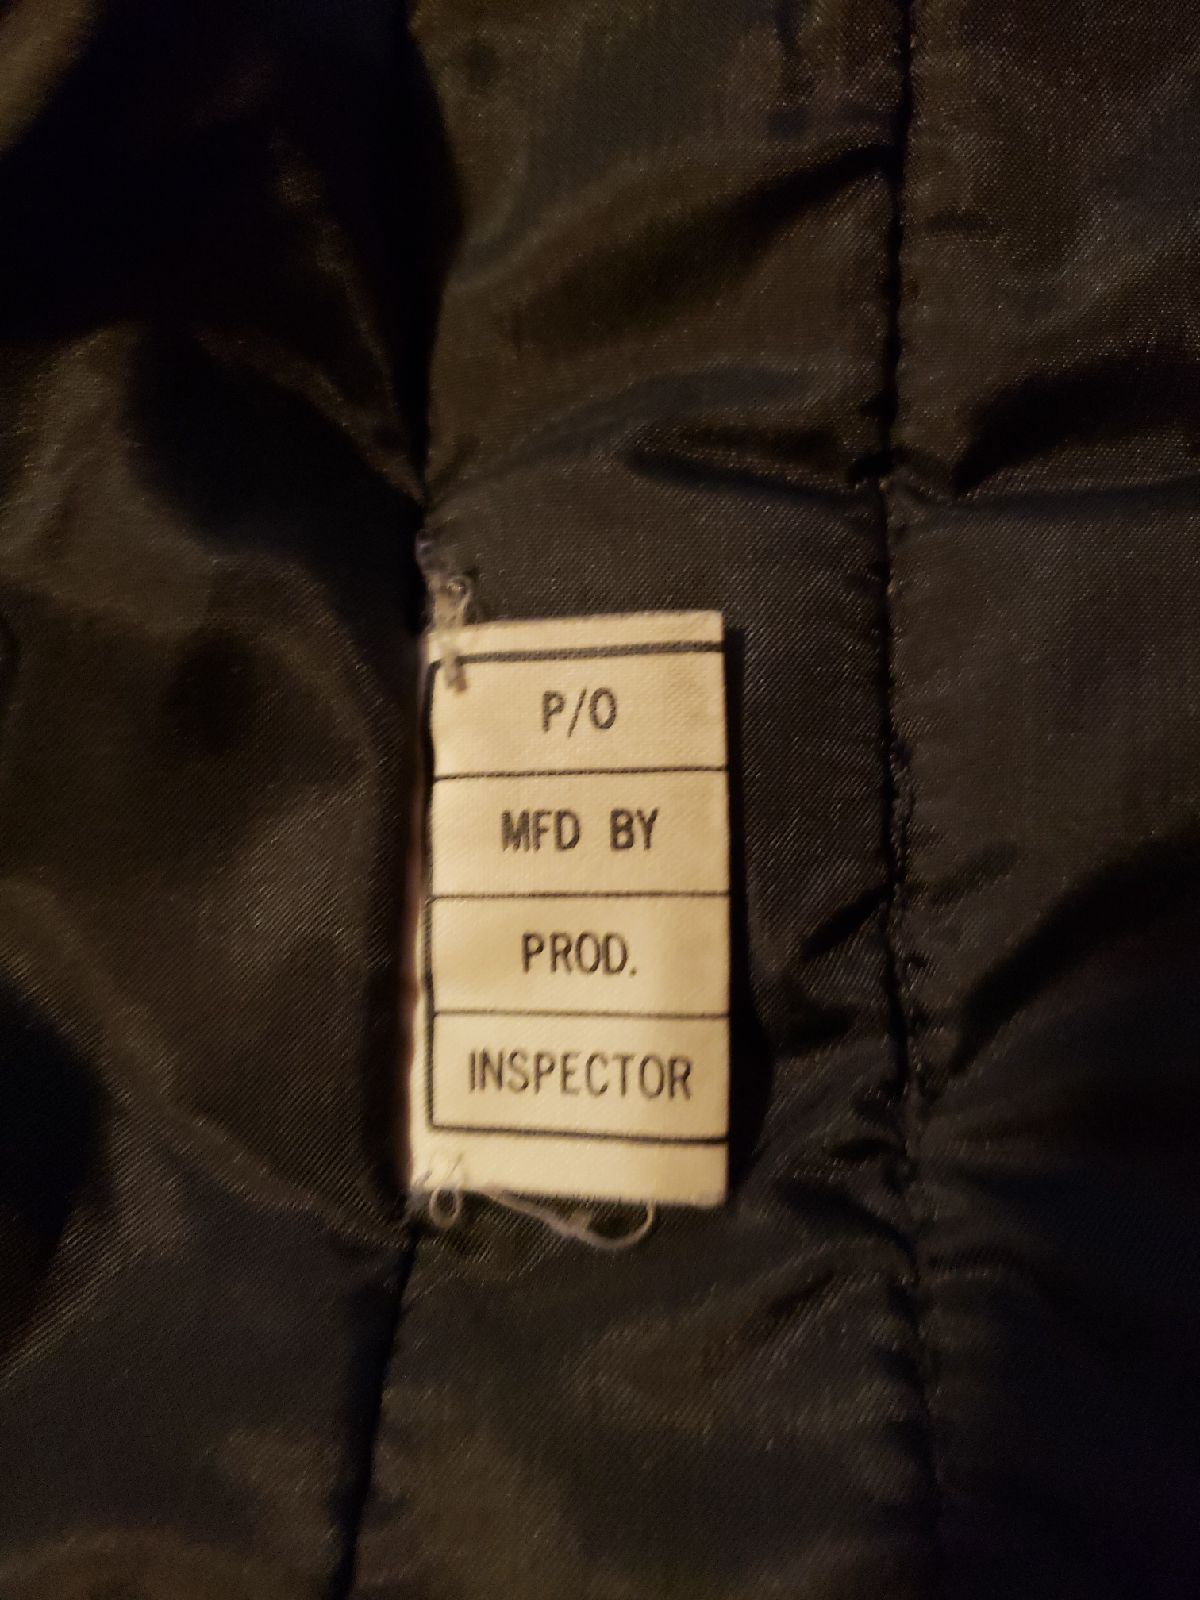 P/O
MFD BY
PROD.
INSPECTOR